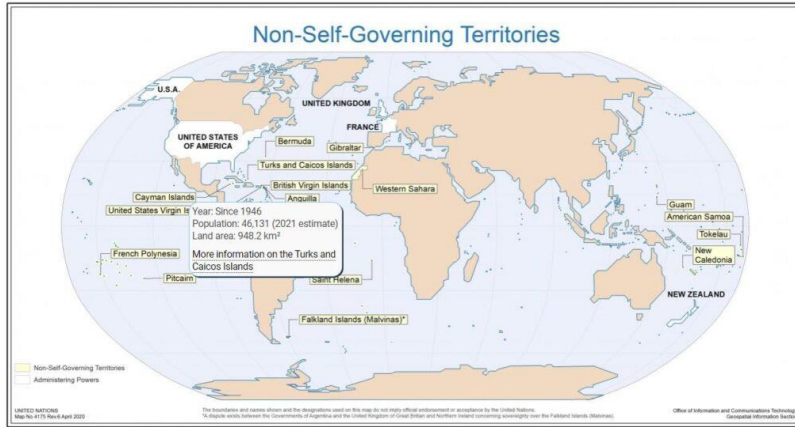 Non-Self-Governing Territories
U.S.A.
UNITED KINGDOM
UNITED STATES
OF AMERICA
FRANCE
Bermuda
Gibraltar
Turks and Caicos Islands
British Virgin Islands
Western Sahara
Cayman Islands
Anguilla
United States Virgin
Guam
American Samoa
Tokelau
New
Caledonia
Year: Since 1946
Population: 46,131 (2021 estimate)
Land area: 948.2 km²
More information on the Turks and
Caicos Islands
French Polynesia
Pitcairn
Saint Helena
NEW ZEALAND
Falkland Islands (Malvinas)*
Non-Self-Governing Territories
Administering Powers
UNITED NATIONS
Map No 4175 Rev.6 April 2020
The boundaries and names shown and the designations used on this map do not imply official endorsement or acceptance by the United Nations.
*A dispute exists between the Governments of Argentina and the United Kingdom of Great Britain and Northern Ireland concerning sovereignty over the Falkland Islands (Malvinas).
Office of Information and Communications Technolog
Geospatial Information Sectio